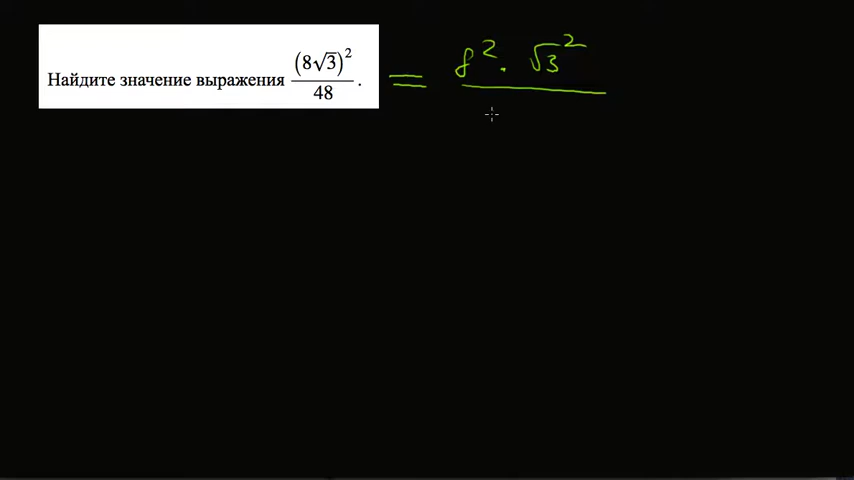 Найдите значение выражения (8√3)² / 48 . = 8² · √3²